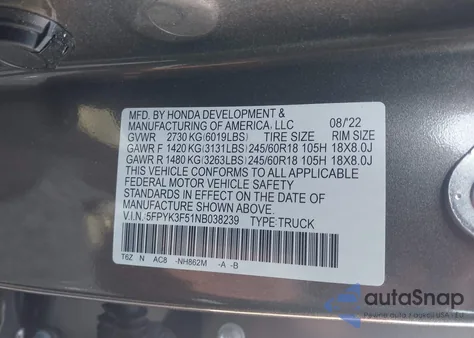 MFD. BY HONDA DEVELOPMENT &
MANUFACTURING OF AMERICA, LLC 08/'22
GVWR 2730 KG (6019LBS) TIRE SIZE RIM SIZE
GAWR F 1420 KG (3131LBS) 245/60R18 105H 18X8.0J
GAWR R 1480 KG (3263LBS) 245/60R18 105H 18X8.0J
THIS VEHICLE CONFORMS TO ALL APPLICABLE
FEDERAL MOTOR VEHICLE SAFETY
STANDARDS IN EFFECT ON THE DATE OF
MANUFACTURE SHOWN ABOVE.
V.I.N.: 5FPYK3F51NB038239 TYPE:TRUCK
T6Z N AC8 -NH862M -A -B
autoSnap